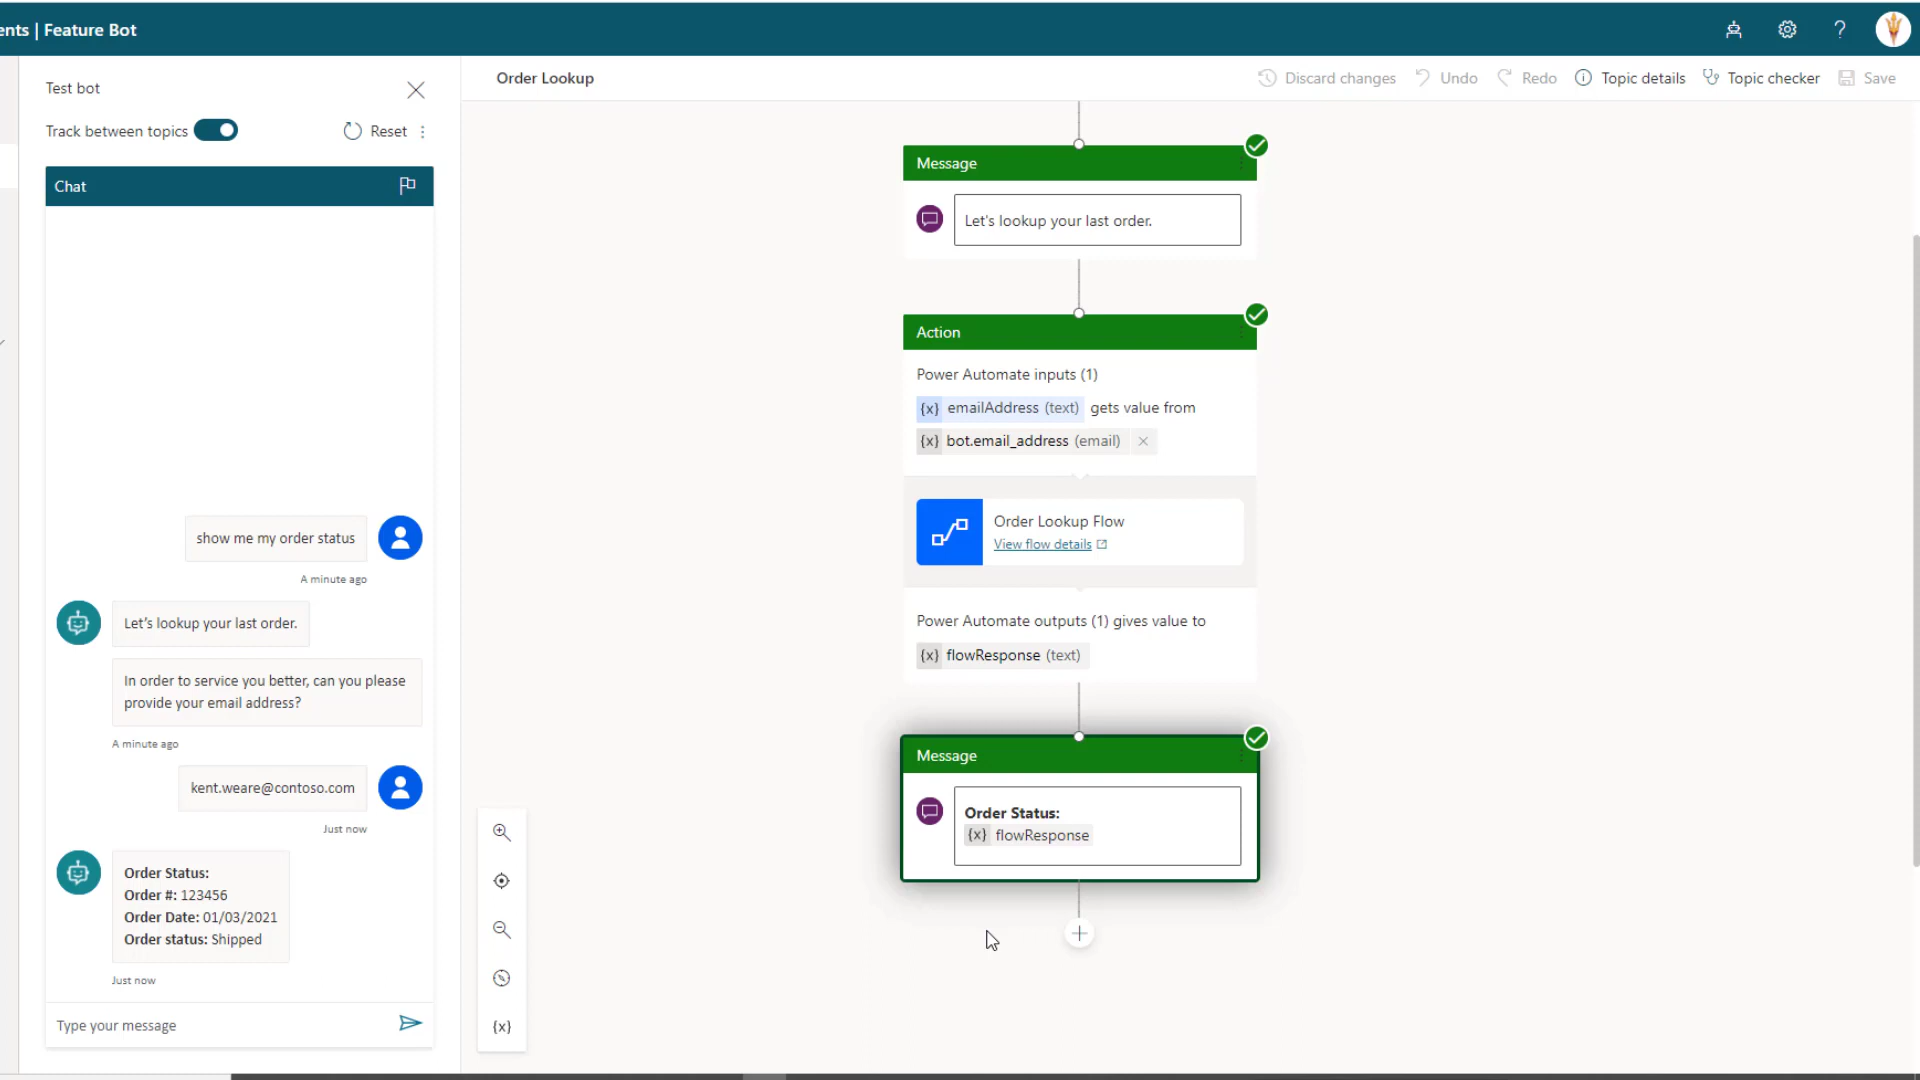 ents | Feature Bot
?
Test bot
Track between topics
Reset
Chat
show me my order status
A minute ago
Let's lookup your last order.
In order to service you better, can you please
provide your email address?
A minute ago
kent.weare@contoso.com
Just now
Order Status:
Order #: 123456
Order Date: 01/03/2021
Order status: Shipped
Just now
Type your message
Order Lookup
Discard changes
Undo
Redo
Topic details
Topic checker
Save
Message
Let's lookup your last order.
Action
Power Automate inputs (1)
{x} emailAddress (text) gets value from
{x} bot.email_address (email)
Order Lookup Flow
View flow details
Power Automate outputs (1) gives value to
{x} flowResponse (text)
Message
Order Status:
{x} flowResponse
{x}